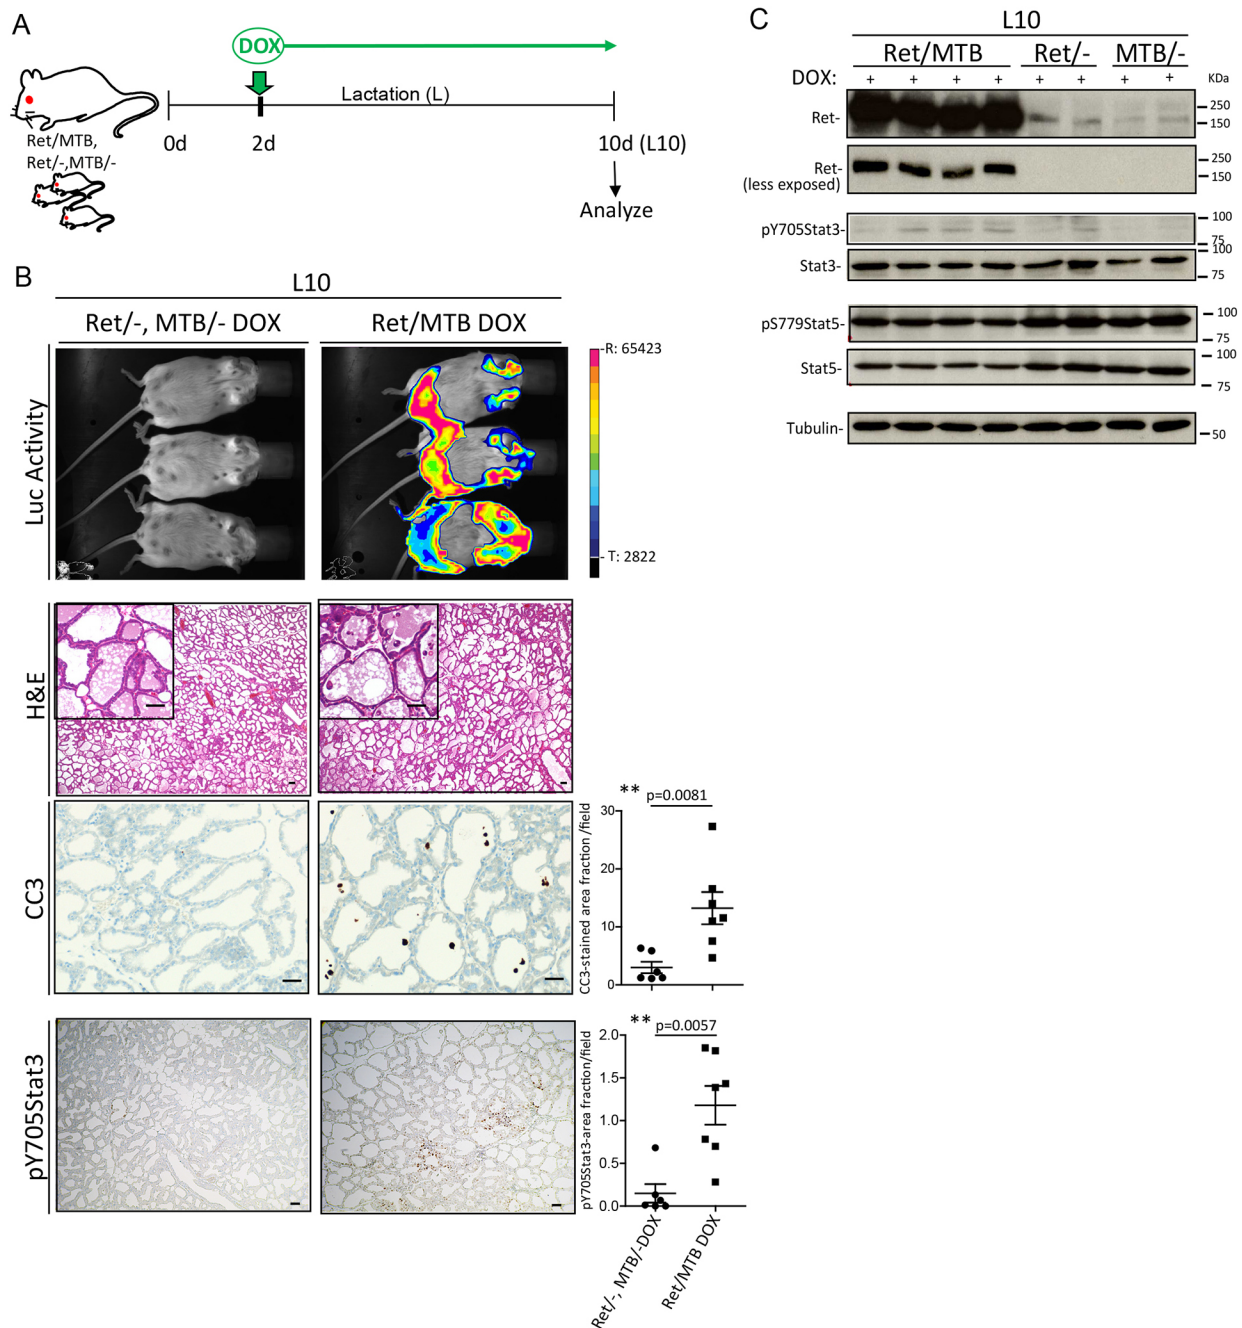 A
DOX
Lactation (L)
0d
2d
10d (L10)
Ret/MTB,
Ret/-,MTB/-
Analyze
B
L10
Ret/-, MTB/- DOX
Ret/MTB DOX
Luc Activity
R: 65423
T: 2822
H&E
CC3
CC3-stained area fraction /field
** p=0.0081
30
20
10
0
pY705Stat3
pY705Stat3-area fraction/field
** p=0.0057
2.0
1.5
1.0
0.5
0.0
Ret/-, MTB/-DOX
Ret/MTB DOX
C
L10
Ret/MTB
Ret/-
MTB/-
DOX: + + + + + + + +
KDa
Ret-
250
150
Ret-
(less exposed)
250
150
pY705Stat3-
100
75
Stat3-
100
75
pS779Stat5-
100
75
Stat5-
100
75
Tubulin-
50